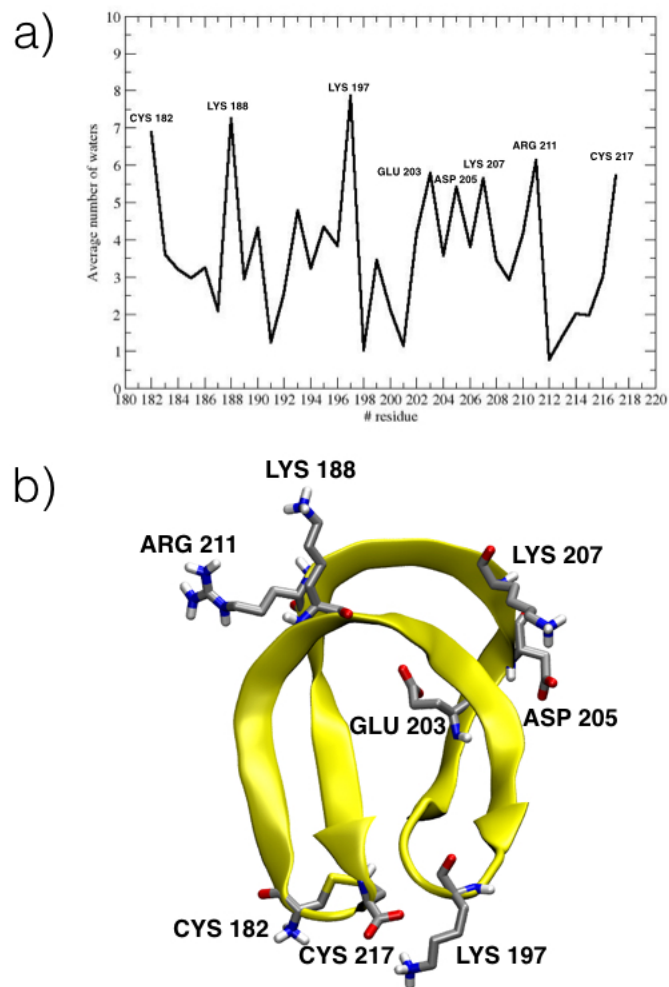 a)
10
9
8
7
6
5
4
3
2
1
0
Average number of waters
CYS 182
LYS 188
LYS 197
GLU 203
ASP 205
LYS 207
ARG 211
CYS 217
180 182 184 186 188 190 192 194 196 198 200 202 204 206 208 210 212 214 216 218 220
# residue
b)
LYS 188
ARG 211
LYS 207
GLU 203
ASP 205
CYS 182
CYS 217
LYS 197